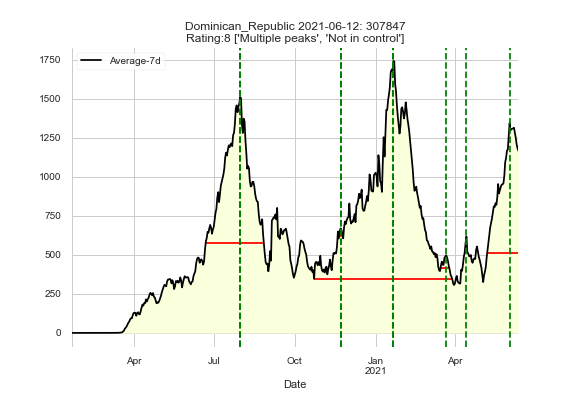 Dominican_Republic 2021-06-12: 307847
Rating:8 ['Multiple peaks', 'Not in control']
Average-7d
1750
1500
1250
1000
750
500
250
0
Apr
Jul
Oct
Jan
2021
Apr
Date